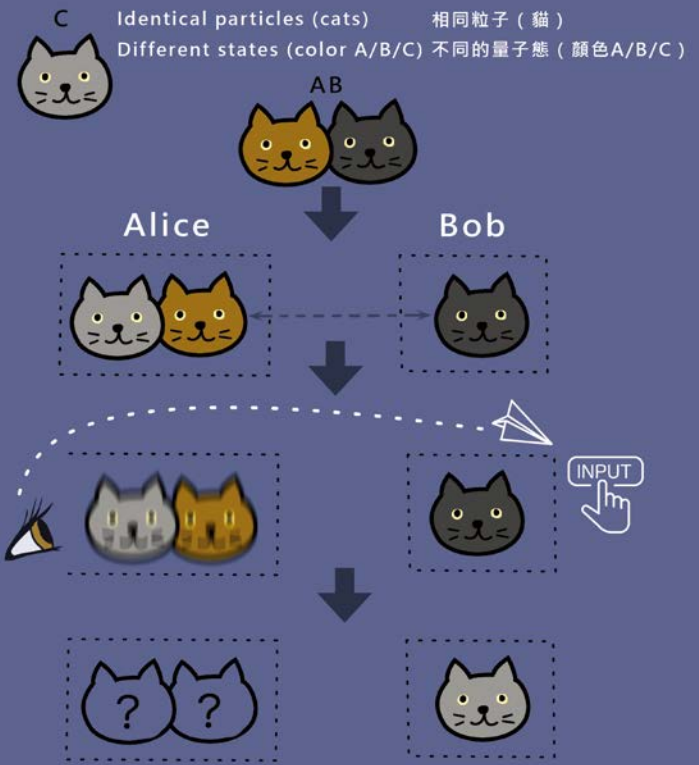 C
Identical particles (cats) 相同粒子（貓）
Different states (color A/B/C) 不同的量子態（顏色A/B/C）
AB
Alice Bob
INPUT
? ?